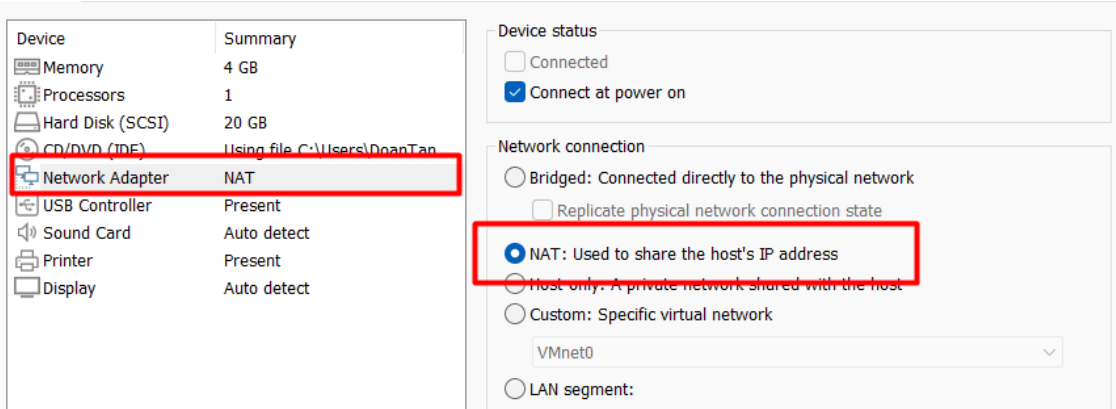 Device Summary
Memory 4 GB
Processors 1
Hard Disk (SCSI) 20 GB
CD/DVD (IDE) Using file C:\Users\DoanTan
Network Adapter NAT
USB Controller Present
Sound Card Auto detect
Printer Present
Display Auto detect
Device status
Connected
Connect at power on
Network connection
Bridged: Connected directly to the physical network
Replicate physical network connection state
NAT: Used to share the host's IP address
Host-only: A private network shared with the host
Custom: Specific virtual network
VMnet0
LAN segment: